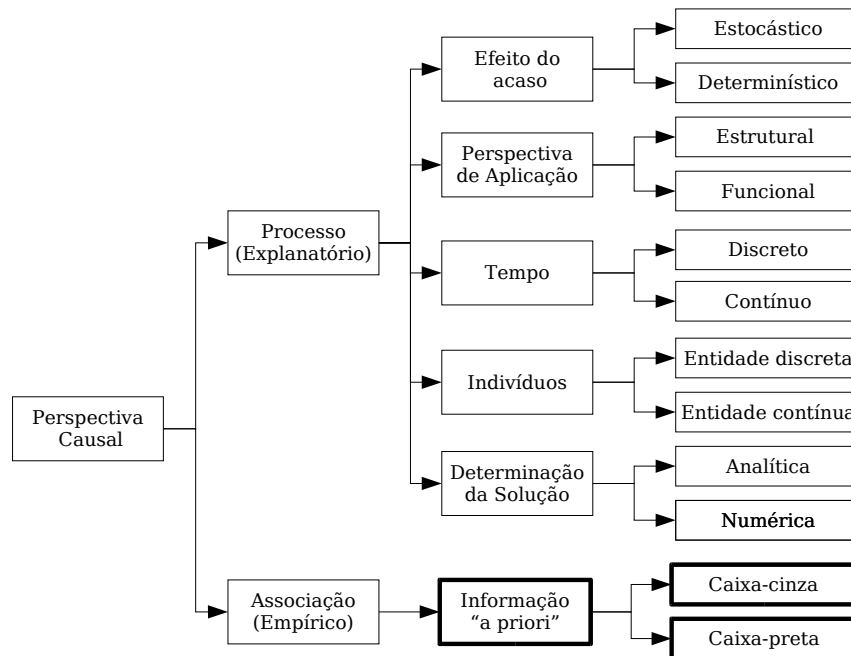 Estocástico
Efeito do
acaso
Determinístico
Estrutural
Perspectiva
de Aplicação
Funcional
Processo
(Explanatório)
Discreto
Tempo
Contínuo
Entidade discreta
Indivíduos
Entidade contínua
Perspectiva
Causal
Analítica
Determinação
da Solução
Numérica
Caixa-cinza
Associação
(Empírico)
Informação
“a priori”
Caixa-preta